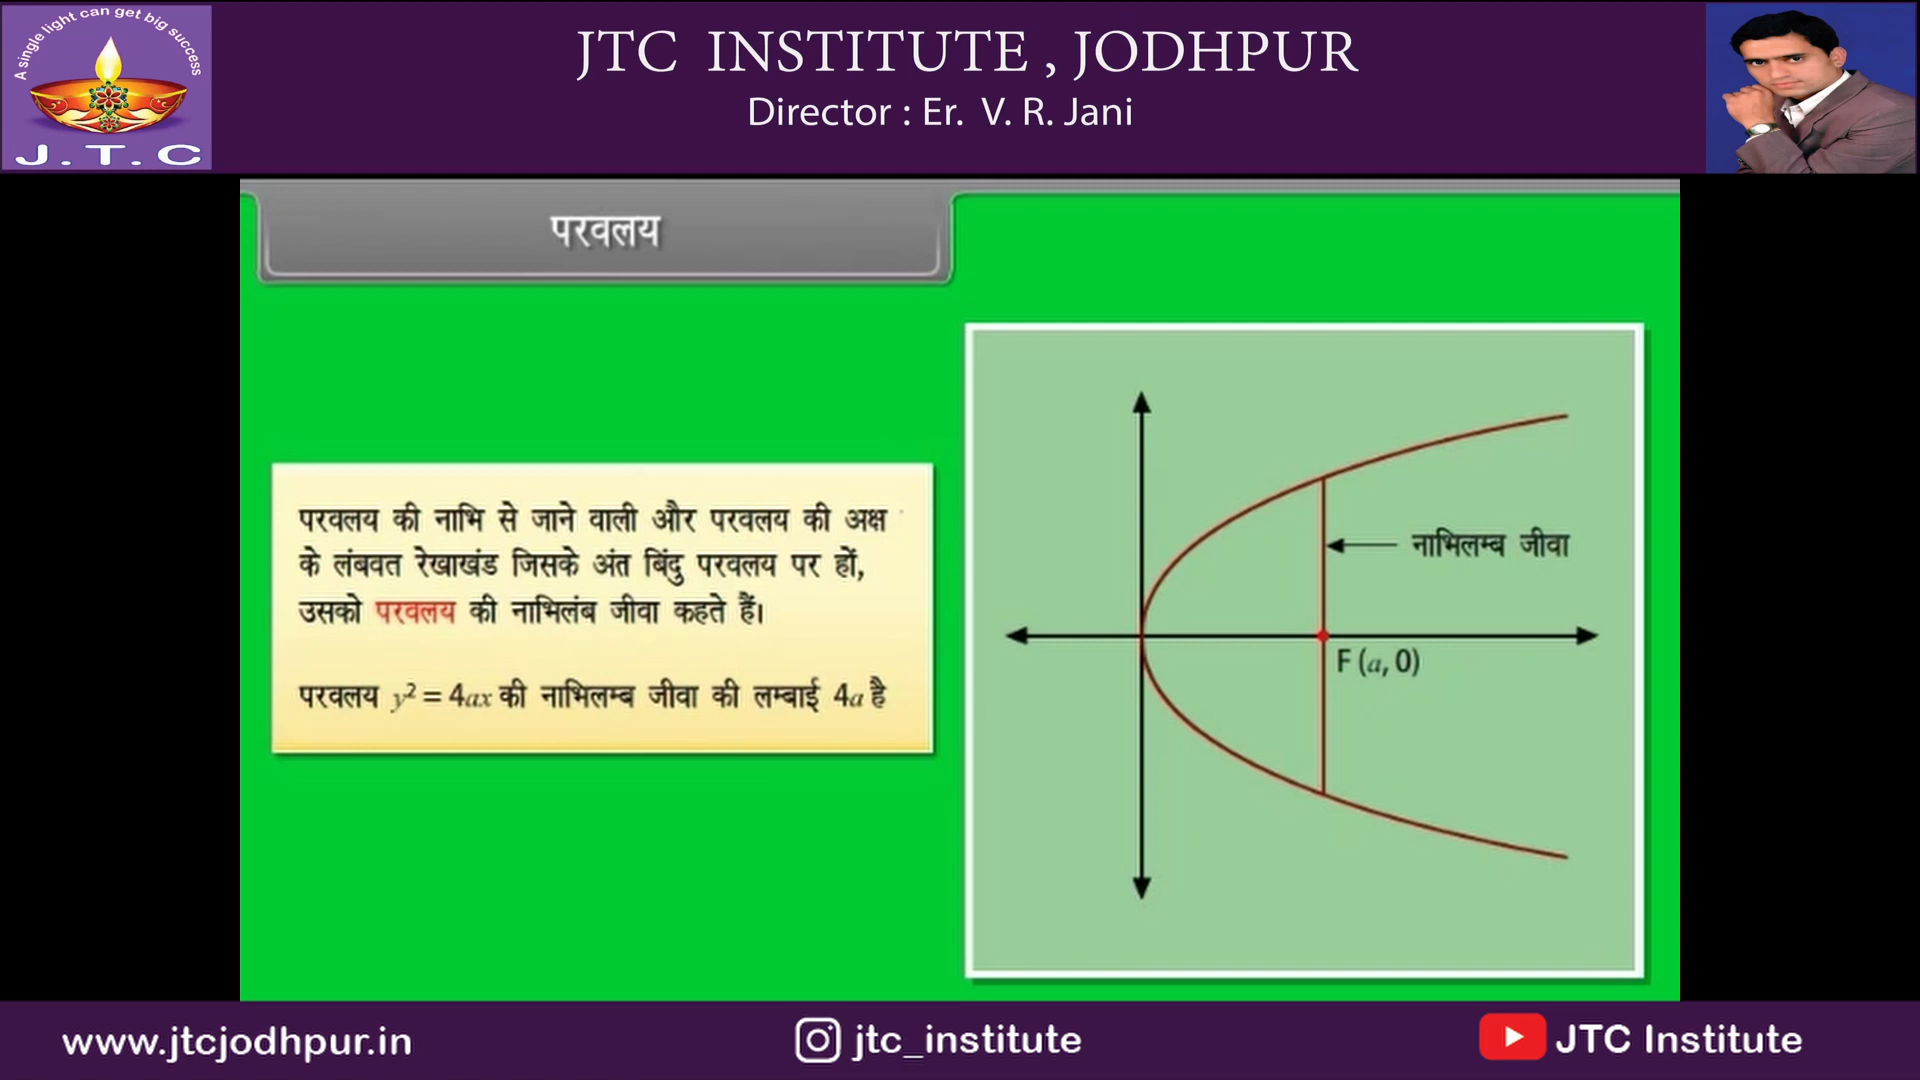 A single light can get big success
J.T.C
JTC INSTITUTE , JODHPUR
Director : Er. V. R. Jani
परवलय
परवलय की नाभि से जाने वाली और परवलय की अक्ष
के लंबवत रेखाखंड जिसके अंत बिंदु परवलय पर हों,
उसको परवलय की नाभिलंब जीवा कहते हैं।
परवलय y² = 4ax की नाभिलम्ब जीवा की लम्बाई 4a है
नाभिलम्ब जीवा
F (a, 0)
www.jtcjodhpur.in
jtc_institute
JTC Institute